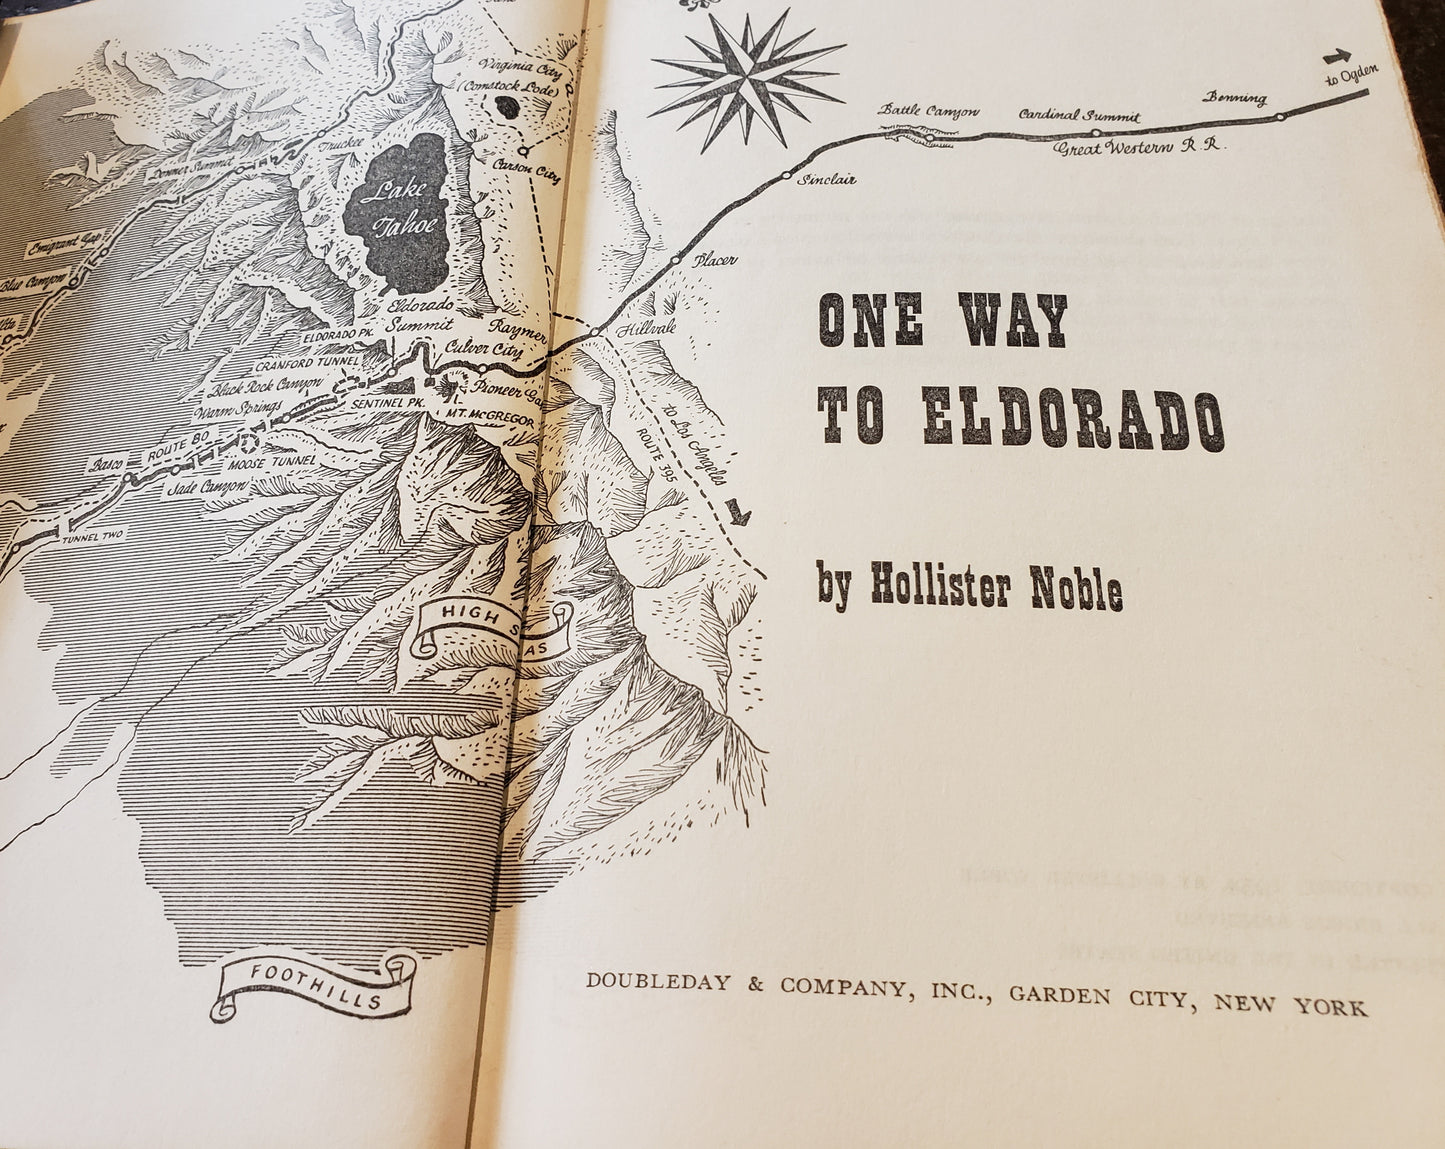 Virginia City
(Comstock Lode)
Carson City
Truckee
Donner Summit
Lake
Tahoe
Emigrant Gap
Blue Canyon
Eldorado
Summit
ELDORADO PK.
Raymer
Culver City
CRANFORD TUNNEL
Black Rock Canyon
Warm Springs
SENTINEL PK.
Pioneer
MT. McGREGOR
Basco
ROUTE 80
MOOSE TUNNEL
Jade Canyon
TUNNEL TWO
HIGH S
AS
FOOTHILLS
to Los Angeles
ROUTE 395
Hillvale
Placer
Sinclair
Battle Canyon
Cardinal Summit
Benning
to Ogden
Great Western R.R.
ONE WAY
TO ELDORADO
by Hollister Noble
DOUBLEDAY & COMPANY, INC., GARDEN CITY, NEW YORK